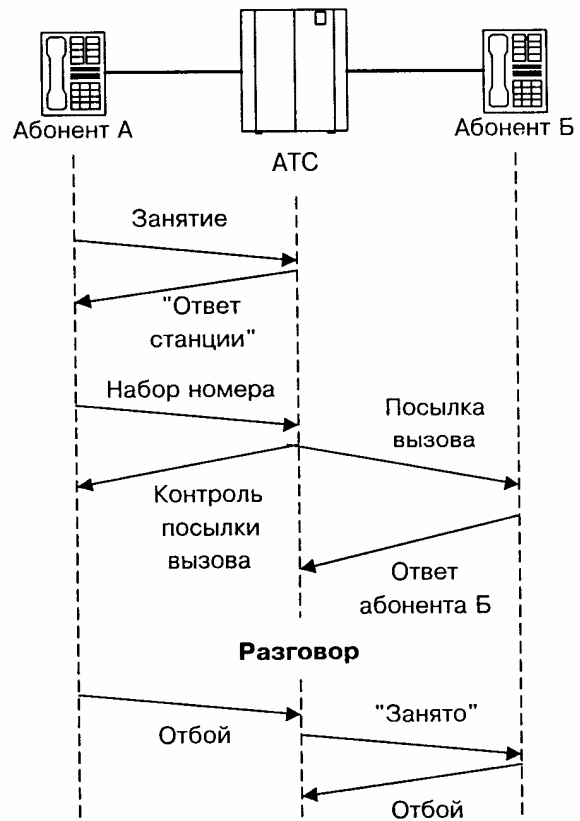 Абонент А
АТС
Абонент Б
Занятие
"Ответ
станции"
Набор номера
Посылка
вызова
Контроль
посылки
вызова
Ответ
абонента Б
Разговор
Отбой
"Занято"
Отбой